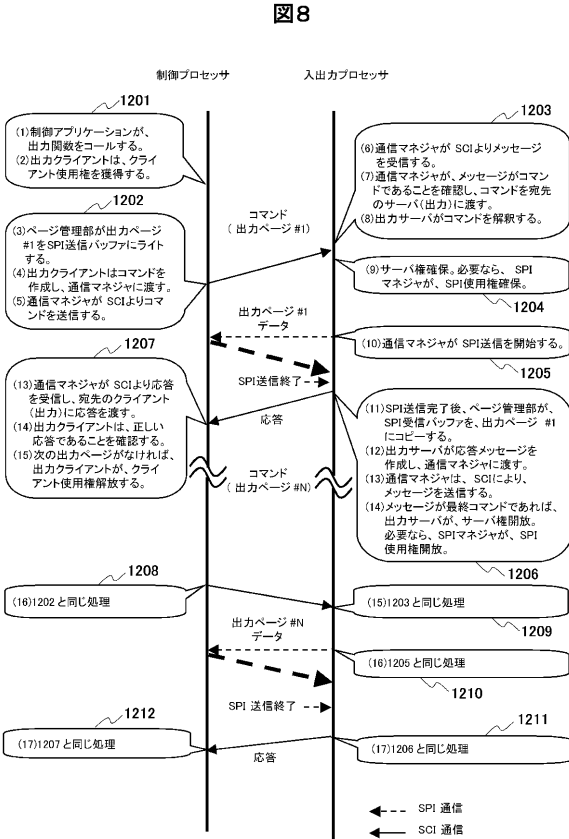 図8
制御プロセッサ
入出力プロセッサ
1201
(1)制御アプリケーションが、
出力関数をコールする。
(2)出力クライアントは、クライ
アント使用権を獲得する。
1203
(6)通信マネジャが SCIよりメッセージ
を受信する。
(7)通信マネジャが、メッセージがコマン
ドであることを確認し、コマンドを宛先
のサーバ(出力)に渡す。
(8)出力サーバがコマンドを解釈する。
1202
(3)ページ管理部が出力ページ
#1をSPI送信バッファにライト
する。
(4)出力クライアントはコマンドを
作成し、通信マネジャに渡す。
(5)通信マネジャが SCIよりコマ
ンドを送信する。
コマンド
(出力ページ#1)
(9)サーバ権確保。必要なら、SPI
マネジャが、SPI使用権確保。
1204
出力ページ #1
データ
(10)通信マネジャが SPI送信を開始する。
1205
1207
SPI送信終了
(13)通信マネジャが SCIより応答
を受信し、宛先のクライアント
(出力)に応答を渡す。
(14)出力クライアントは、正しい
応答であることを確認する。
(15)次の出力ページがなければ、
出力クライアントが、クライ
アント使用権解放する。
応答
(11)SPI送信完了後、ページ管理部が、
SPI受信バッファを、出力ページ #1
にコピーする。
(12)出力サーバが応答メッセージを
作成し、通信マネジャに渡す。
(13)通信マネジャは、SCIにより、
メッセージを送信する。
(14)メッセージが最終コマンドであれば、
出力サーバが、サーバ権開放。
必要なら、SPIマネジャが、SPI
使用権開放。
1206
コマンド
(出力ページ#N)
1208
(16)1202 と同じ処理
(15)1203 と同じ処理
1209
出力ページ #N
データ
(16)1205 と同じ処理
1210
SPI 送信終了
1212
(17)1207 と同じ処理
1211
(17)1206 と同じ処理
応答
SPI 通信
SCI 通信